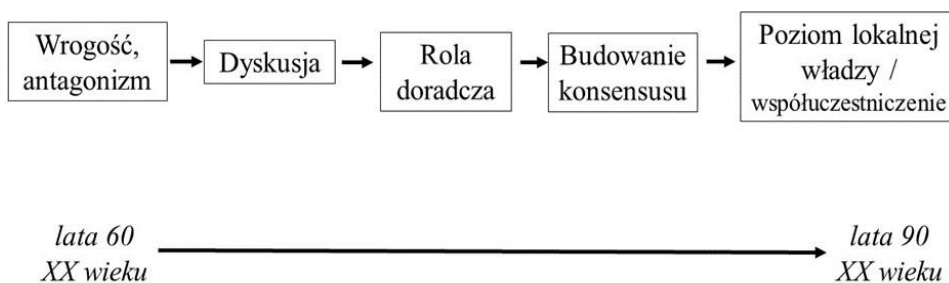 Wrogość,
antagonizm
Dyskusja
Rola
doradcza
Budowanie
konsensusu
Poziom lokalnej
władzy /
współuczestniczenie
lata 60
XX wieku
lata 90
XX wieku